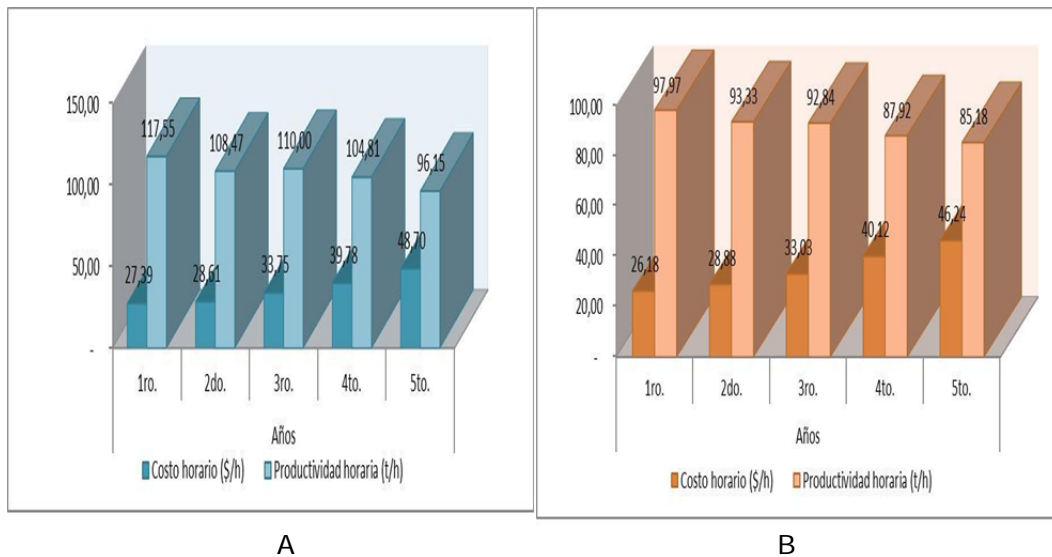 150,00
100,00
50,00
-
117,55
108,47
110,00
104,81
96,15
27,39
28,61
33,75
39,78
48,70
1ro.
2do.
3ro.
4to.
5to.
Años
Costo horario ($/h)
Productividad horaria (t/h)
A
100,00
80,00
60,00
40,00
20,00
-
97,97
93,33
92,84
87,92
85,18
26,18
28,88
33,03
40,12
46,24
1ro.
2do.
3ro.
4to.
5to.
Años
Costo horario ($/h)
Productividad horaria (t/h)
B